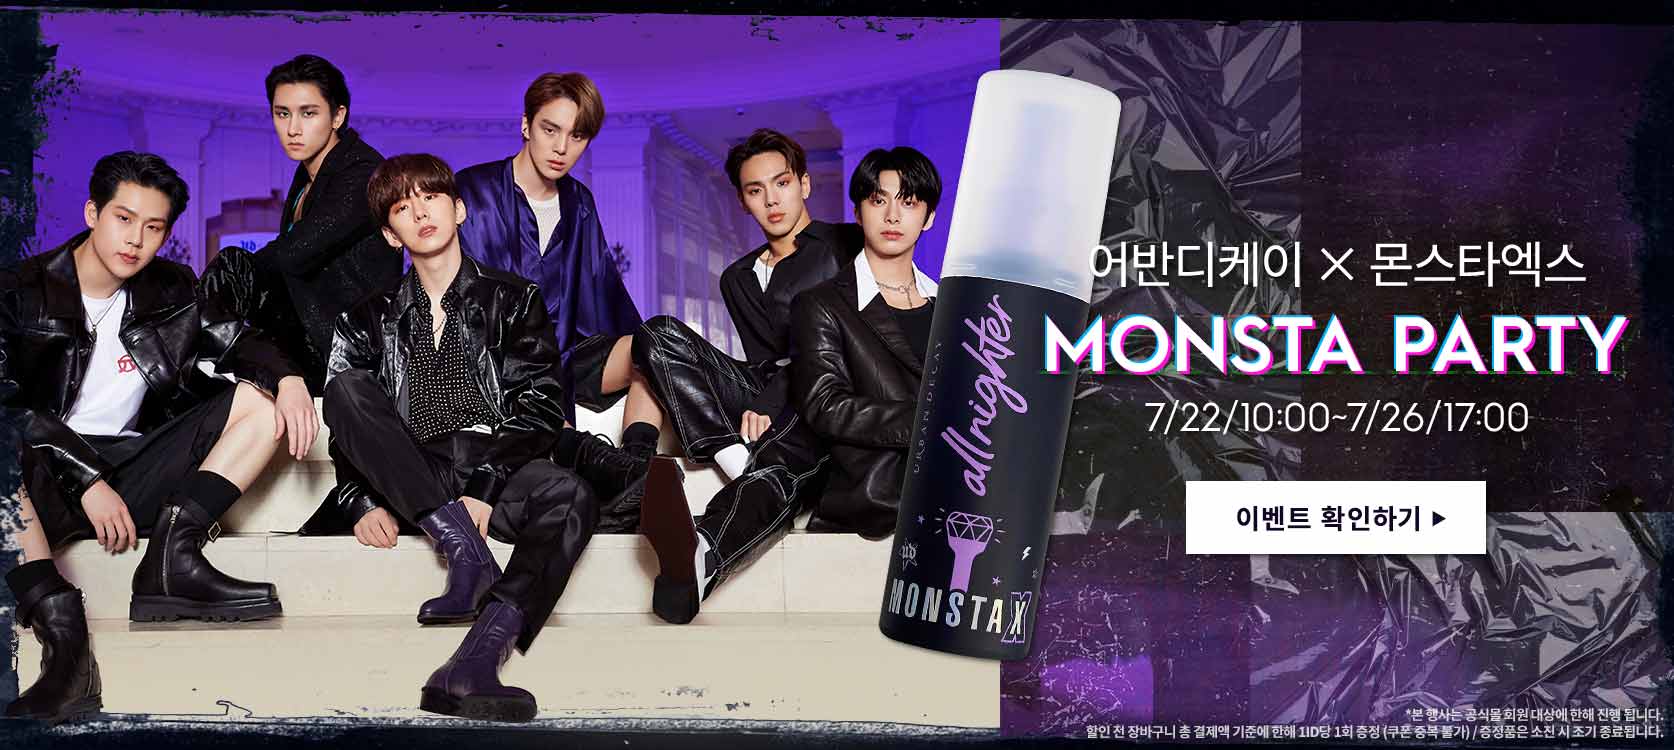 어반디케이 × 몬스타엑스
MONSTA PARTY
7/22/10:00~7/26/17:00
이벤트 확인하기 ▶
URBAN DECAY
allnighter
UD
MONSTA X
*본 행사는 공식몰 회원 대상에 한해 진행 됩니다.
할인 전 장바구니 총 결제액 기준에 한해 1ID당 1회 증정 (쿠폰 중복 불가) / 증정품은 소진 시 조기 종료됩니다.